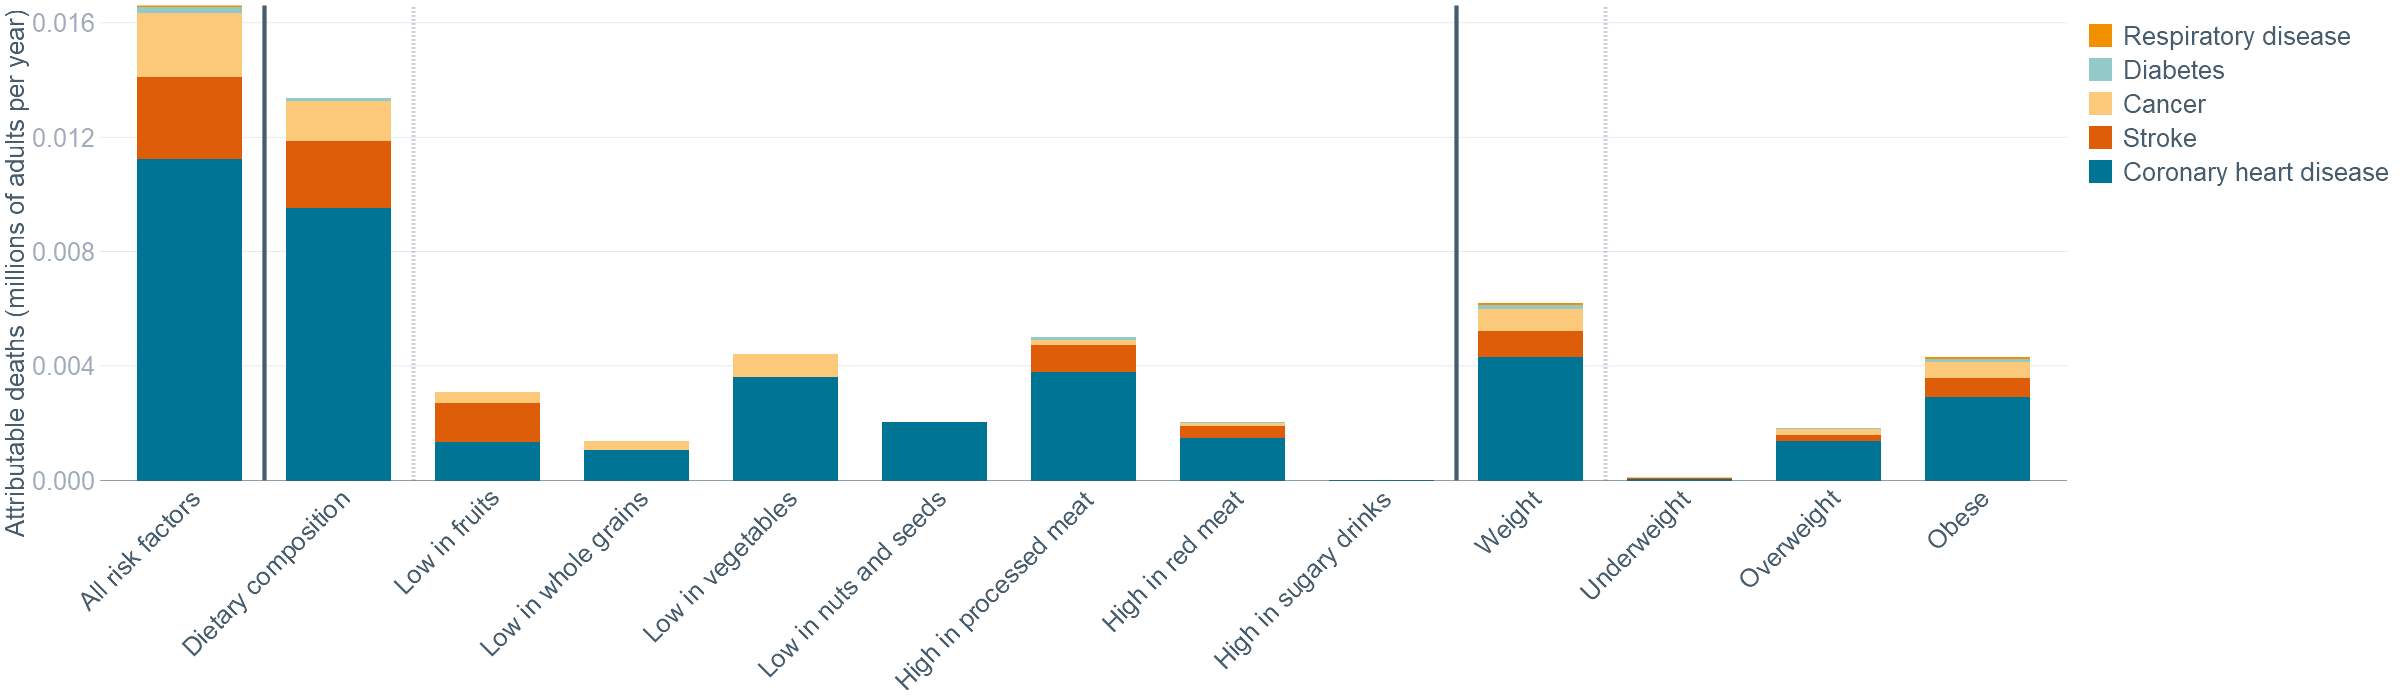 Attributable deaths (millions of adults per year)
0.016
0.012
0.008
0.004
0.000
All risk factors
Dietary composition
Low in fruits
Low in whole grains
Low in vegetables
Low in nuts and seeds
High in processed meat
High in red meat
High in sugary drinks
Weight
Underweight
Overweight
Obese
Respiratory disease
Diabetes
Cancer
Stroke
Coronary heart disease